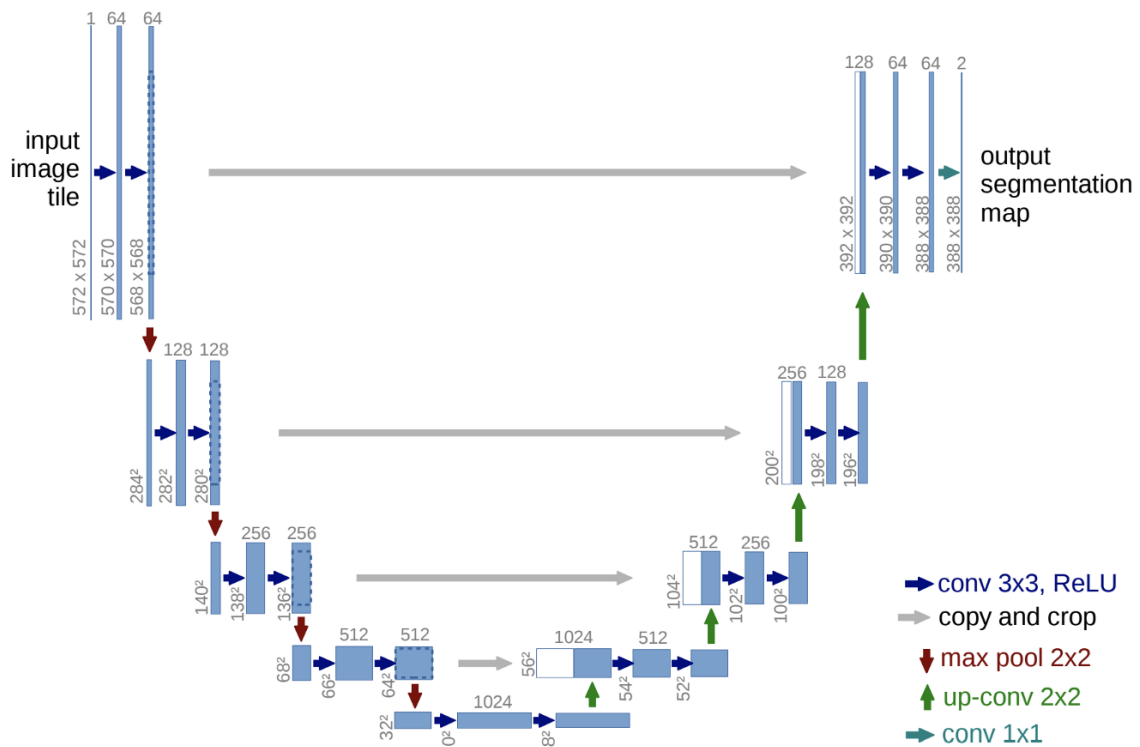 1
64
64
128
64
64
2
input
image
tile
output
segmentation
map
572 x 572
570 x 570
568 x 568
392 x 392
390 x 390
388 x 388
388 x 388
128
128
256
128
284²
282²
280²
200²
198²
196²
256
256
512
256
140²
138²
136²
104²
102²
100²
512
512
1024
512
68²
66²
64²
56²
54²
52²
1024
32²
0²
8²
conv 3x3, ReLU
copy and crop
max pool 2x2
up-conv 2x2
conv 1x1